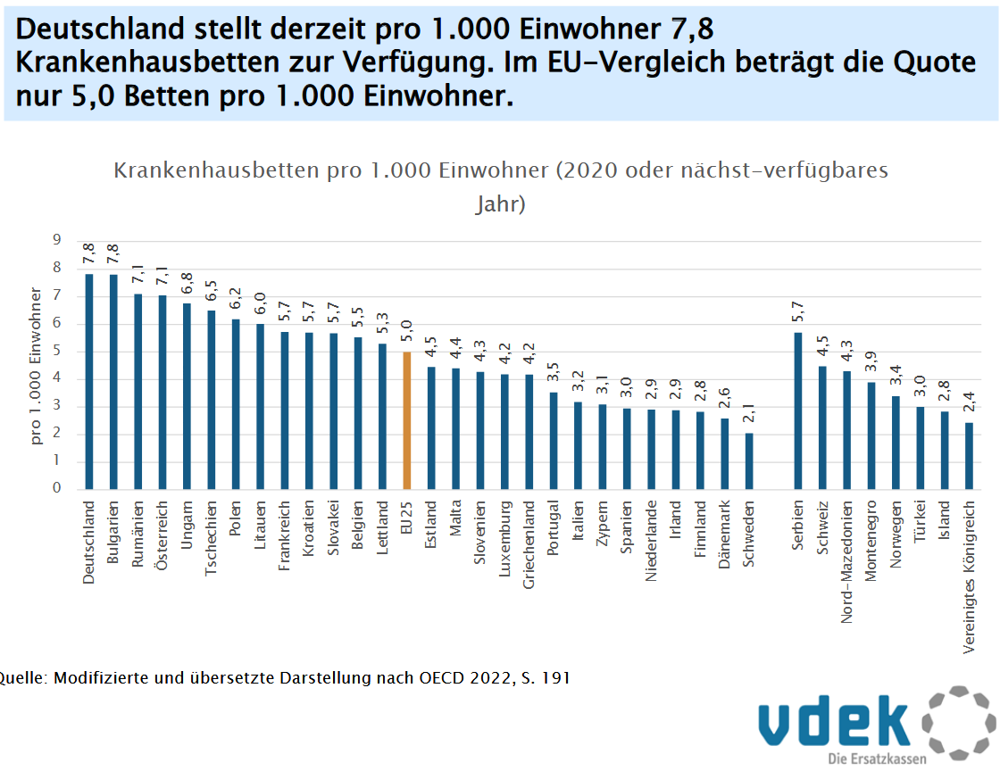 Deutschland stellt derzeit pro 1.000 Einwohner 7,8
Krankenhausbetten zur Verfügung. Im EU-Vergleich beträgt die Quote
nur 5,0 Betten pro 1.000 Einwohner.
Krankenhausbetten pro 1.000 Einwohner (2020 oder nächst-verfügbares
Jahr)
pro 1.000 Einwohner
9
8
7
6
5
4
3
2
1
0
7,8
7,8
7,1
7,1
6,8
6,5
6,2
6,0
5,7
5,7
5,7
5,5
5,3
5,0
4,5
4,4
4,3
4,2
4,2
3,5
3,2
3,1
3,0
2,9
2,9
2,8
2,6
2,1
5,7
4,5
4,3
3,9
3,4
3,0
2,8
2,4
Deutschland
Bulgarien
Rumänien
Österreich
Ungarn
Tschechien
Polen
Litauen
Frankreich
Kroatien
Slovakei
Belgien
Lettland
EU25
Estland
Malta
Slovenien
Luxemburg
Griechenland
Portugal
Italien
Zypern
Spanien
Niederlande
Irland
Finnland
Dänemark
Schweden
Serbien
Schweiz
Nord-Mazedonien
Montenegro
Norwegen
Türkei
Island
Vereinigtes Königreich
Quelle: Modifizierte und übersetzte Darstellung nach OECD 2022, S. 191
vdek
Die Ersatzkassen